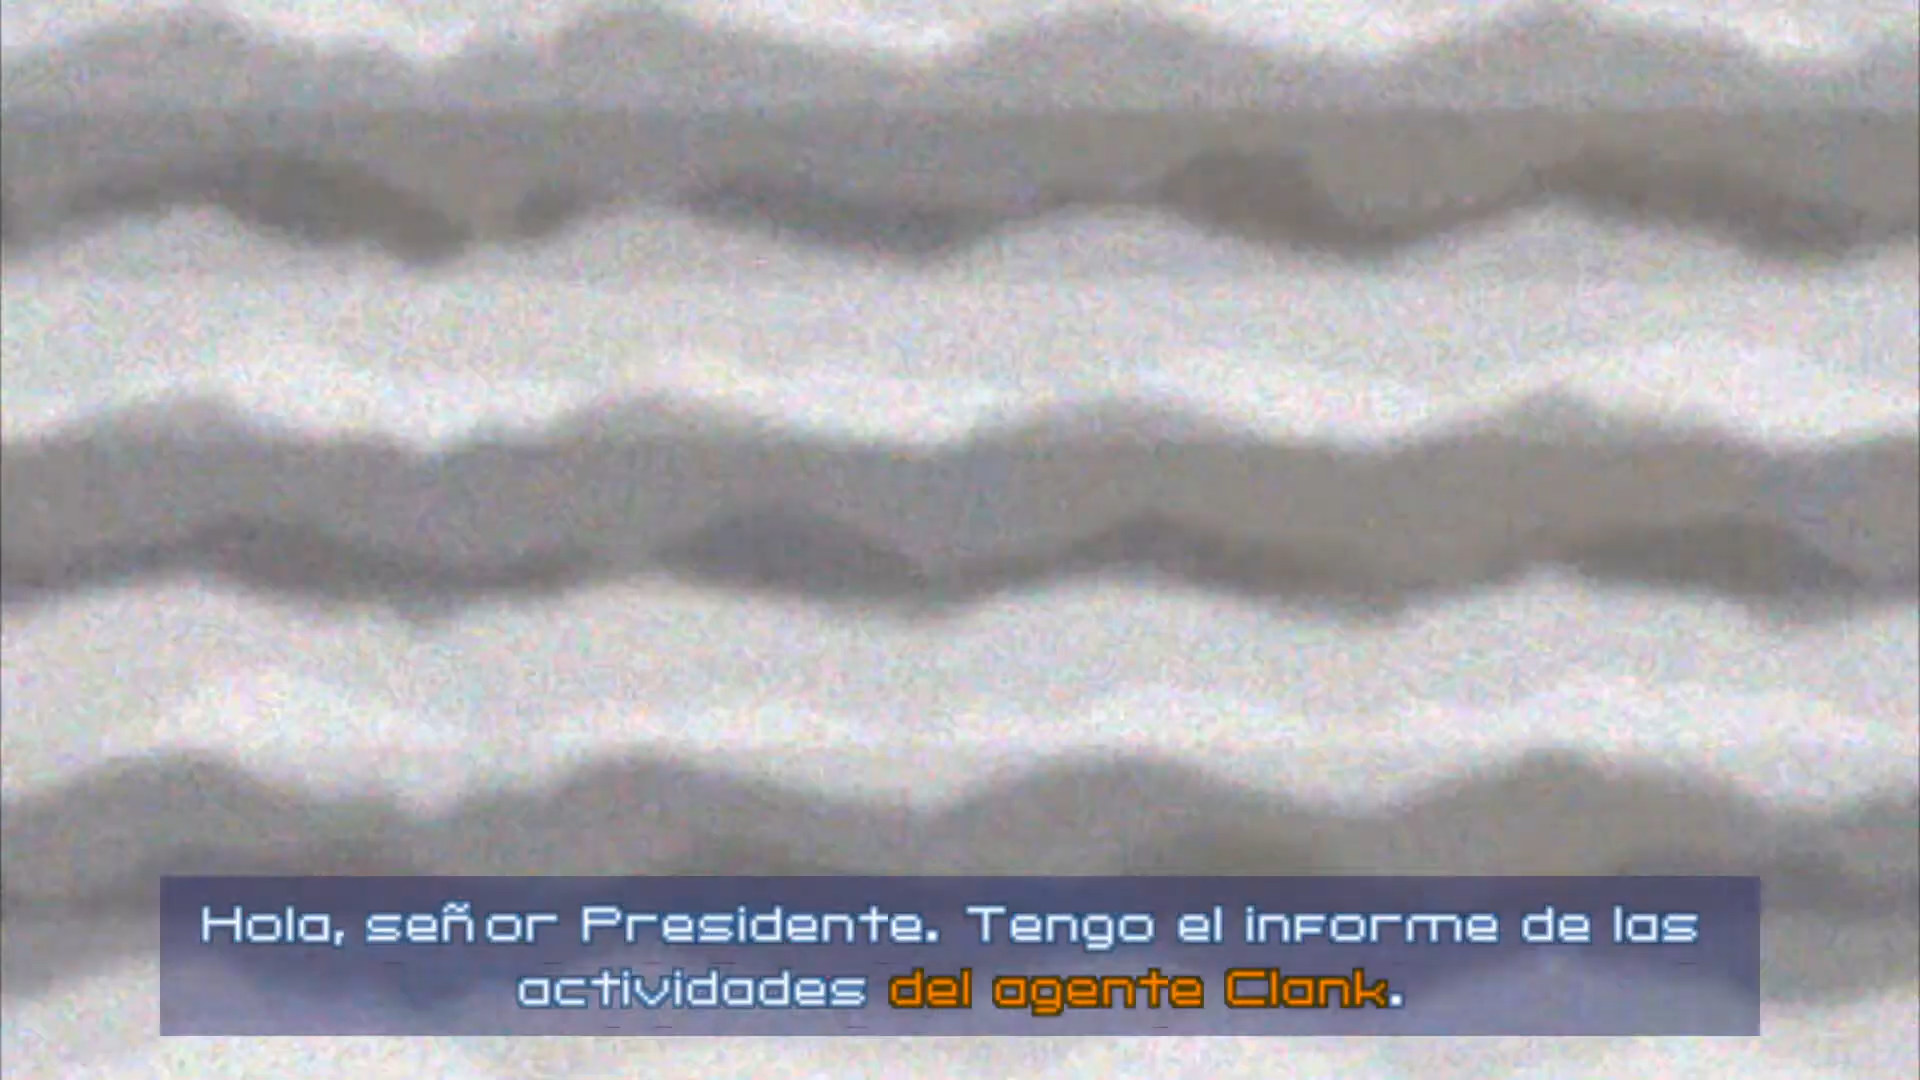 Hola, señor Presidente. Tengo el informe de las
actividades del agente Clank.